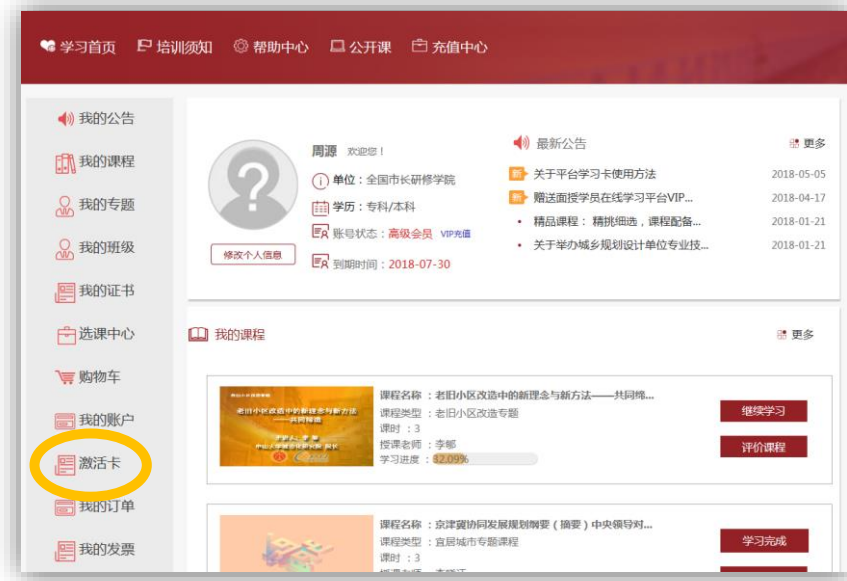 学习首页 培训须知 帮助中心 公开课 充值中心
我的公告
我的课程
我的专题
我的班级
我的证书
选课中心
购物车
我的账户
激活卡
我的订单
我的发票
周源 欢迎您！
单位：全国市长研修学院
学历：专科/本科
账号状态：高级会员 VIP充值
到期时间：2018-07-30
修改个人信息
最新公告 更多
关于平台学习卡使用方法 2018-05-05
赠送面授学员在线学习平台VIP... 2018-04-17
精品课程： 精挑细选，课程配备... 2018-01-21
关于举办城乡规划设计单位专业技... 2018-01-21
我的课程 更多
老旧小区改造中的新理念与新方法
——共同缔造
课程名称：老旧小区改造中的新理念与新方法——共同缔...
课程类型：老旧小区改造专题
课时：3
授课老师：李郇
学习进度：82.09%
继续学习
评价课程
课程名称：京津冀协同发展规划纲要（摘要）中央领导对...
课程类型：宜居城市专题课程
课时：3
学习完成